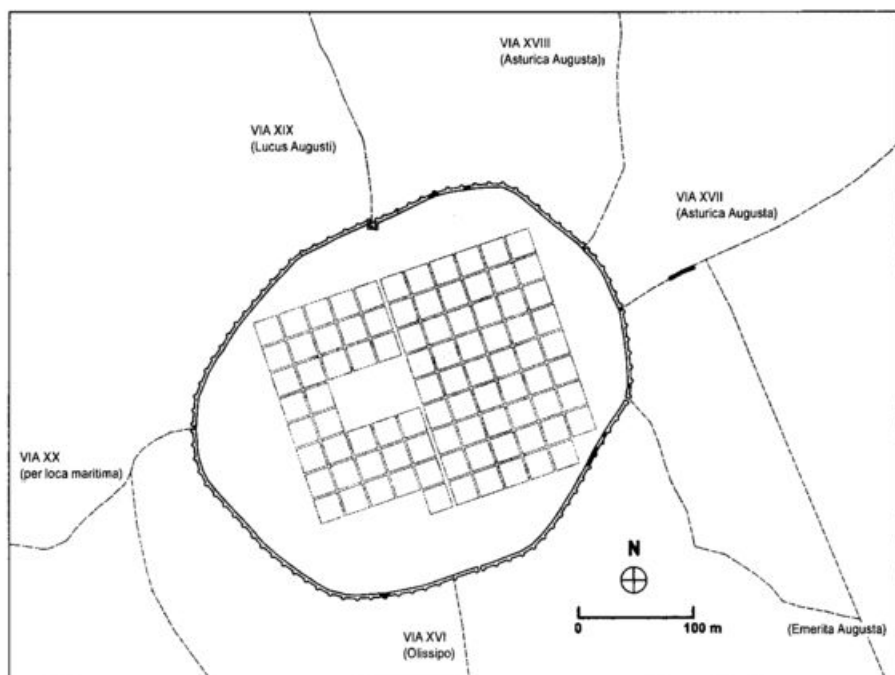 VIA XVIII
(Asturica Augusta)
VIA XIX
(Lucus Augusti)
VIA XVII
(Asturica Augusta)
VIA XX
(per loca maritima)
N
0 100 m
VIA XVI
(Olissipo)
(Emerita Augusta)